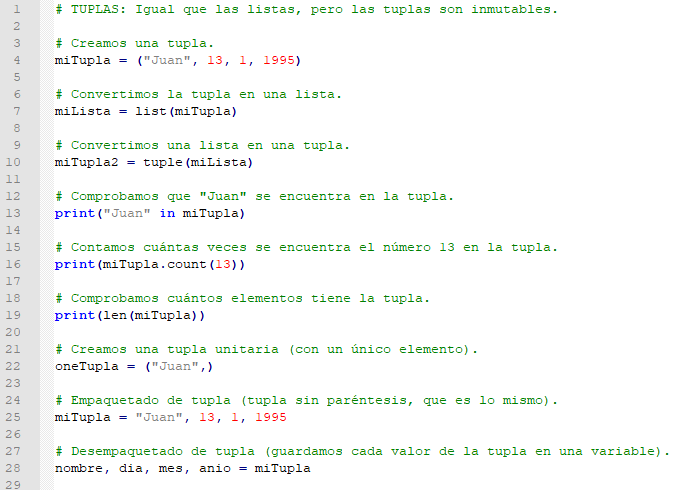 1 # TUPLAS: Igual que las listas, pero las tuplas son inmutables.
2
3 # Creamos una tupla.
4 miTupla = ("Juan", 13, 1, 1995)
5
6 # Convertimos la tupla en una lista.
7 miLista = list(miTupla)
8
9 # Convertimos una lista en una tupla.
10 miTupla2 = tuple(miLista)
11
12 # Comprobamos que "Juan" se encuentra en la tupla.
13 print("Juan" in miTupla)
14
15 # Contamos cuántas veces se encuentra el número 13 en la tupla.
16 print(miTupla.count(13))
17
18 # Comprobamos cuántos elementos tiene la tupla.
19 print(len(miTupla))
20
21 # Creamos una tupla unitaria (con un único elemento).
22 oneTupla = ("Juan",)
23
24 # Empaquetado de tupla (tupla sin paréntesis, que es lo mismo).
25 miTupla = "Juan", 13, 1, 1995
26
27 # Desempaquetado de tupla (guardamos cada valor de la tupla en una variable).
28 nombre, dia, mes, anio = miTupla
29